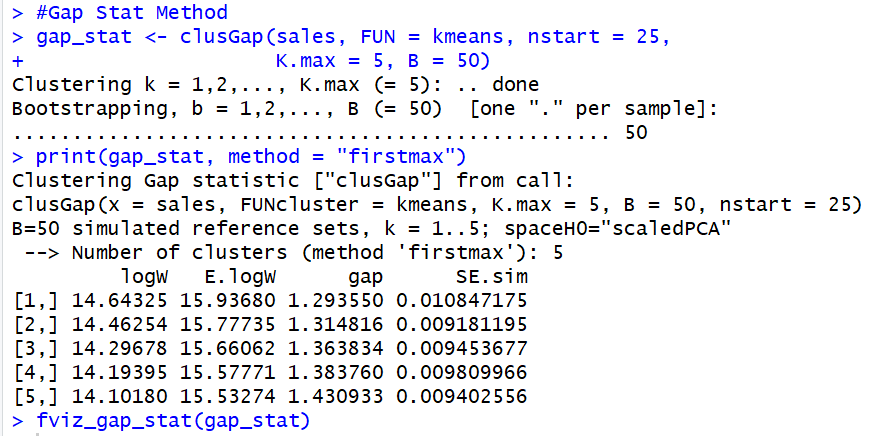 > #Gap Stat Method
> gap_stat <- clusGap(sales, FUN = kmeans, nstart = 25,
+                     K.max = 5, B = 50)
Clustering k = 1,2,..., K.max (= 5): .. done
Bootstrapping, b = 1,2,..., B (= 50)  [one "." per sample]:
.................................................. 50
> print(gap_stat, method = "firstmax")
Clustering Gap statistic ["clusGap"] from call:
clusGap(x = sales, FUNcluster = kmeans, K.max = 5, B = 50, nstart = 25)
B=50 simulated reference sets, k = 1..5; spaceH0="scaledPCA"
 --> Number of clusters (method 'firstmax'): 5
         logW   E.logW      gap      SE.sim
[1,] 14.64325 15.93680 1.293550 0.010847175
[2,] 14.46254 15.77735 1.314816 0.009181195
[3,] 14.29678 15.66062 1.363834 0.009453677
[4,] 14.19395 15.57771 1.383760 0.009809966
[5,] 14.10180 15.53274 1.430933 0.009402556
> fviz_gap_stat(gap_stat)